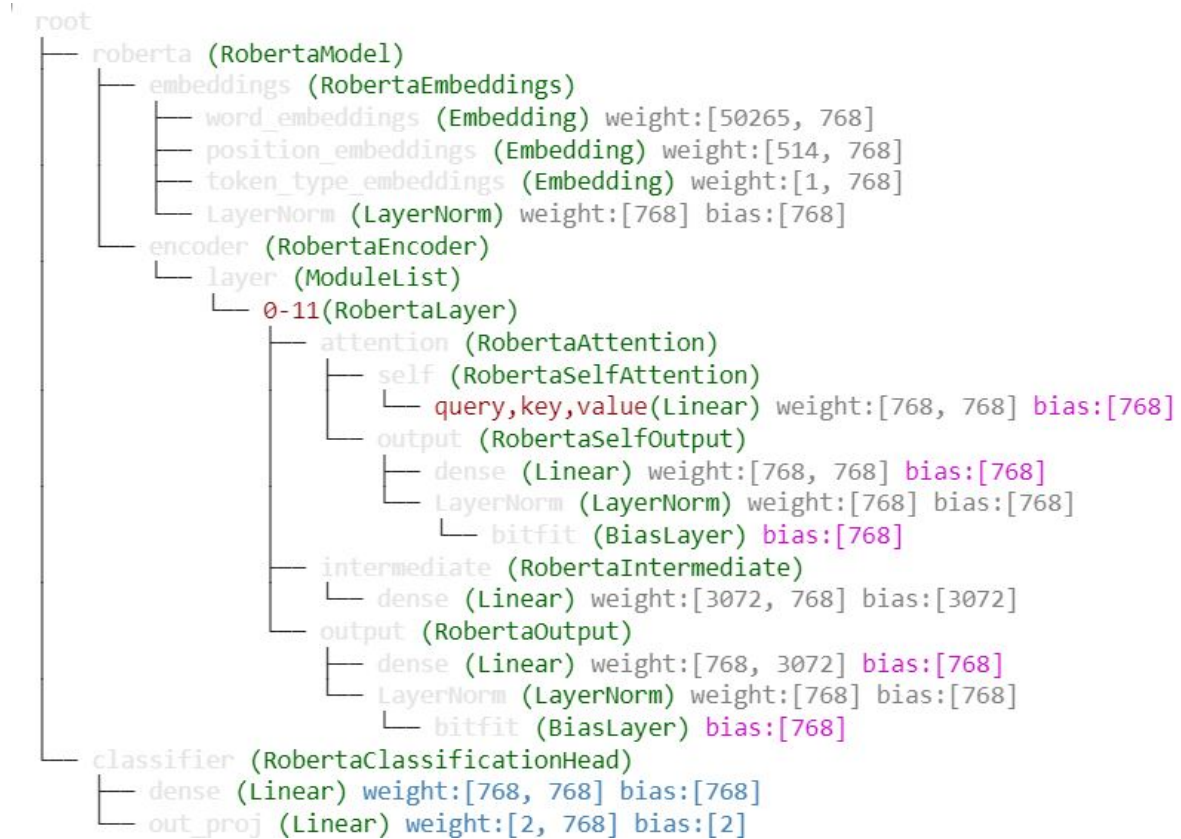 root
├── roberta (RobertaModel)
│   ├── embeddings (RobertaEmbeddings)
│   │   ├── word_embeddings (Embedding) weight:[50265, 768]
│   │   ├── position_embeddings (Embedding) weight:[514, 768]
│   │   ├── token_type_embeddings (Embedding) weight:[1, 768]
│   │   └── LayerNorm (LayerNorm) weight:[768] bias:[768]
│   └── encoder (RobertaEncoder)
│       └── layer (ModuleList)
│           └── 0-11(RobertaLayer)
│               ├── attention (RobertaAttention)
│               │   ├── self (RobertaSelfAttention)
│               │   │   └── query,key,value(Linear) weight:[768, 768] bias:[768]
│               │   └── output (RobertaSelfOutput)
│               │       ├── dense (Linear) weight:[768, 768] bias:[768]
│               │       └── LayerNorm (LayerNorm) weight:[768] bias:[768]
│               │           └── bitfit (BiasLayer) bias:[768]
│               ├── intermediate (RobertaIntermediate)
│               │   └── dense (Linear) weight:[3072, 768] bias:[3072]
│               └── output (RobertaOutput)
│                   ├── dense (Linear) weight:[768, 3072] bias:[768]
│                   └── LayerNorm (LayerNorm) weight:[768] bias:[768]
│                       └── bitfit (BiasLayer) bias:[768]
└── classifier (RobertaClassificationHead)
    ├── dense (Linear) weight:[768, 768] bias:[768]
    └── out_proj (Linear) weight:[2, 768] bias:[2]